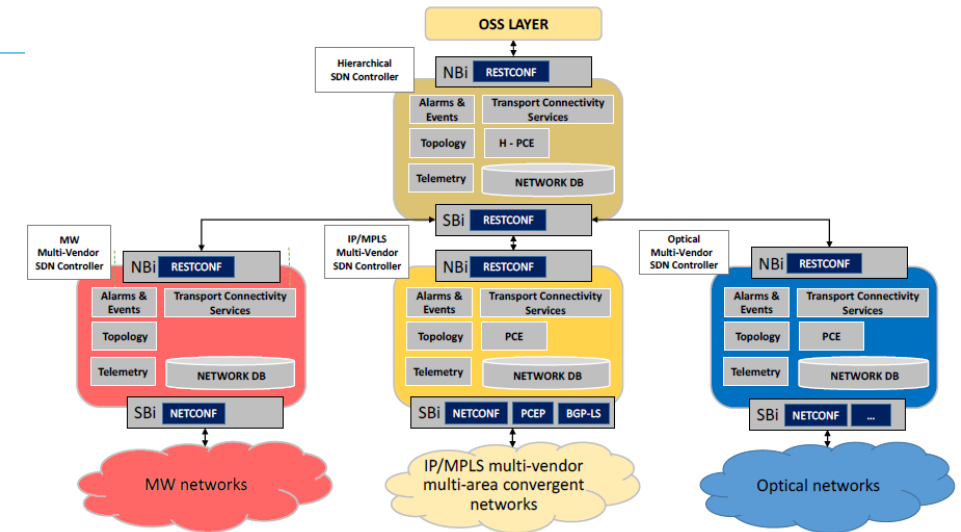 OSS LAYER
Hierarchical
SDN Controller
NBi RESTCONF
Alarms &
Events
Transport Connectivity
Services
Topology
H - PCE
Telemetry
NETWORK DB
SBi RESTCONF
MW
Multi-Vendor
SDN Controller
NBi RESTCONF
Alarms &
Events
Transport Connectivity
Services
Topology
Telemetry
NETWORK DB
SBi NETCONF
MW networks
IP/MPLS
Multi-Vendor
SDN Controller
NBi RESTCONF
Alarms &
Events
Transport Connectivity
Services
Topology
PCE
Telemetry
NETWORK DB
SBi NETCONF PCEP BGP-LS
IP/MPLS multi-vendor
multi-area convergent
networks
Optical
Multi-Vendor
SDN Controller
NBi RESTCONF
Alarms &
Events
Transport Connectivity
Services
Topology
PCE
Telemetry
NETWORK DB
SBi NETCONF ...
Optical networks